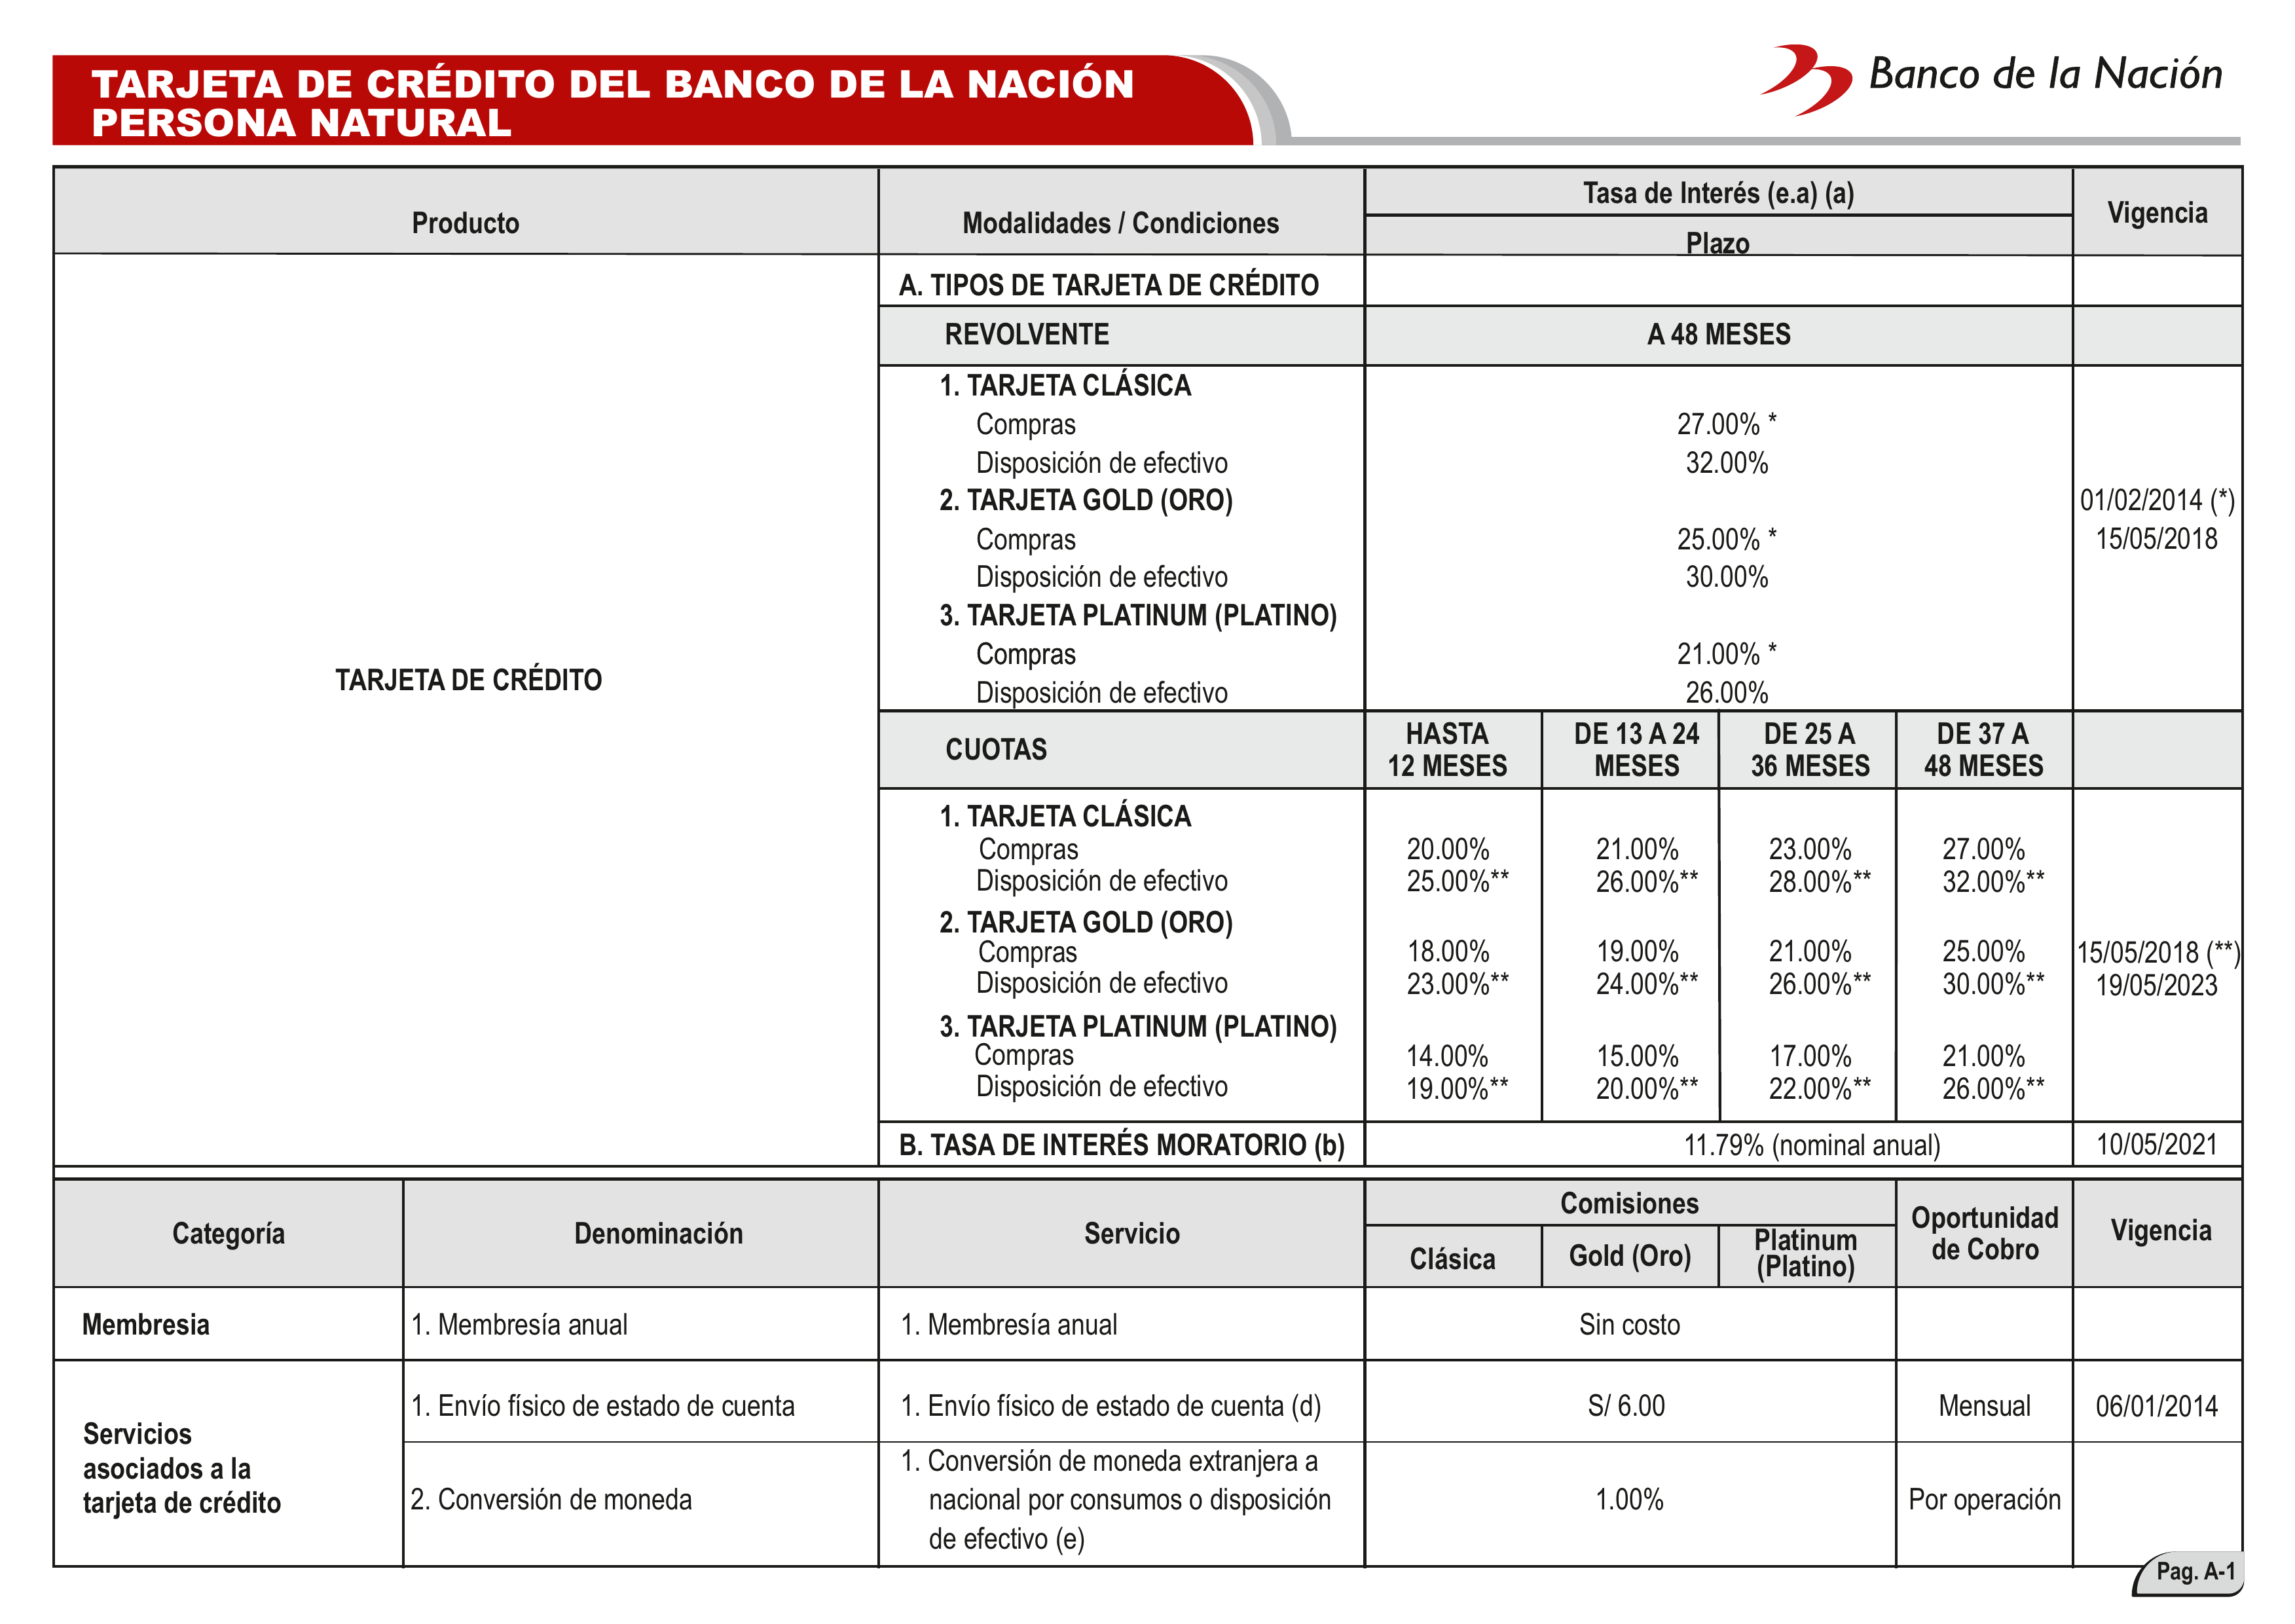 TARJETA DE CRÉDITO DEL BANCO DE LA NACIÓN
PERSONA NATURAL
Banco de la Nación
Producto
Modalidades / Condiciones
Tasa de Interés (e.a) (a)
Plazo
Vigencia
TARJETA DE CRÉDITO
A. TIPOS DE TARJETA DE CRÉDITO
REVOLVENTE A 48 MESES
1. TARJETA CLÁSICA
Compras 27.00% *
Disposición de efectivo 32.00%
2. TARJETA GOLD (ORO) 01/02/2014 (*)
Compras 25.00% * 15/05/2018
Disposición de efectivo 30.00%
3. TARJETA PLATINUM (PLATINO)
Compras 21.00% *
Disposición de efectivo 26.00%
CUOTAS
HASTA
12 MESES
DE 13 A 24
MESES
DE 25 A
36 MESES
DE 37 A
48 MESES
1. TARJETA CLÁSICA
Compras 20.00% 21.00% 23.00% 27.00%
Disposición de efectivo 25.00%** 26.00%** 28.00%** 32.00%**
2. TARJETA GOLD (ORO)
Compras 18.00% 19.00% 21.00% 25.00% 15/05/2018 (**)
Disposición de efectivo 23.00%** 24.00%** 26.00%** 30.00%** 19/05/2023
3. TARJETA PLATINUM (PLATINO)
Compras 14.00% 15.00% 17.00% 21.00%
Disposición de efectivo 19.00%** 20.00%** 22.00%** 26.00%**
B. TASA DE INTERÉS MORATORIO (b) 11.79% (nominal anual) 10/05/2021
Categoría
Denominación
Servicio
Comisiones
Clásica
Gold (Oro)
Platinum
(Platino)
Oportunidad
de Cobro
Vigencia
Membresia 1. Membresía anual 1. Membresía anual Sin costo
Servicios
asociados a la
tarjeta de crédito
1. Envío físico de estado de cuenta 1. Envío físico de estado de cuenta (d) S/ 6.00 Mensual 06/01/2014
2. Conversión de moneda
1. Conversión de moneda extranjera a
nacional por consumos o disposición
de efectivo (e)
1.00% Por operación
Pag. A-1